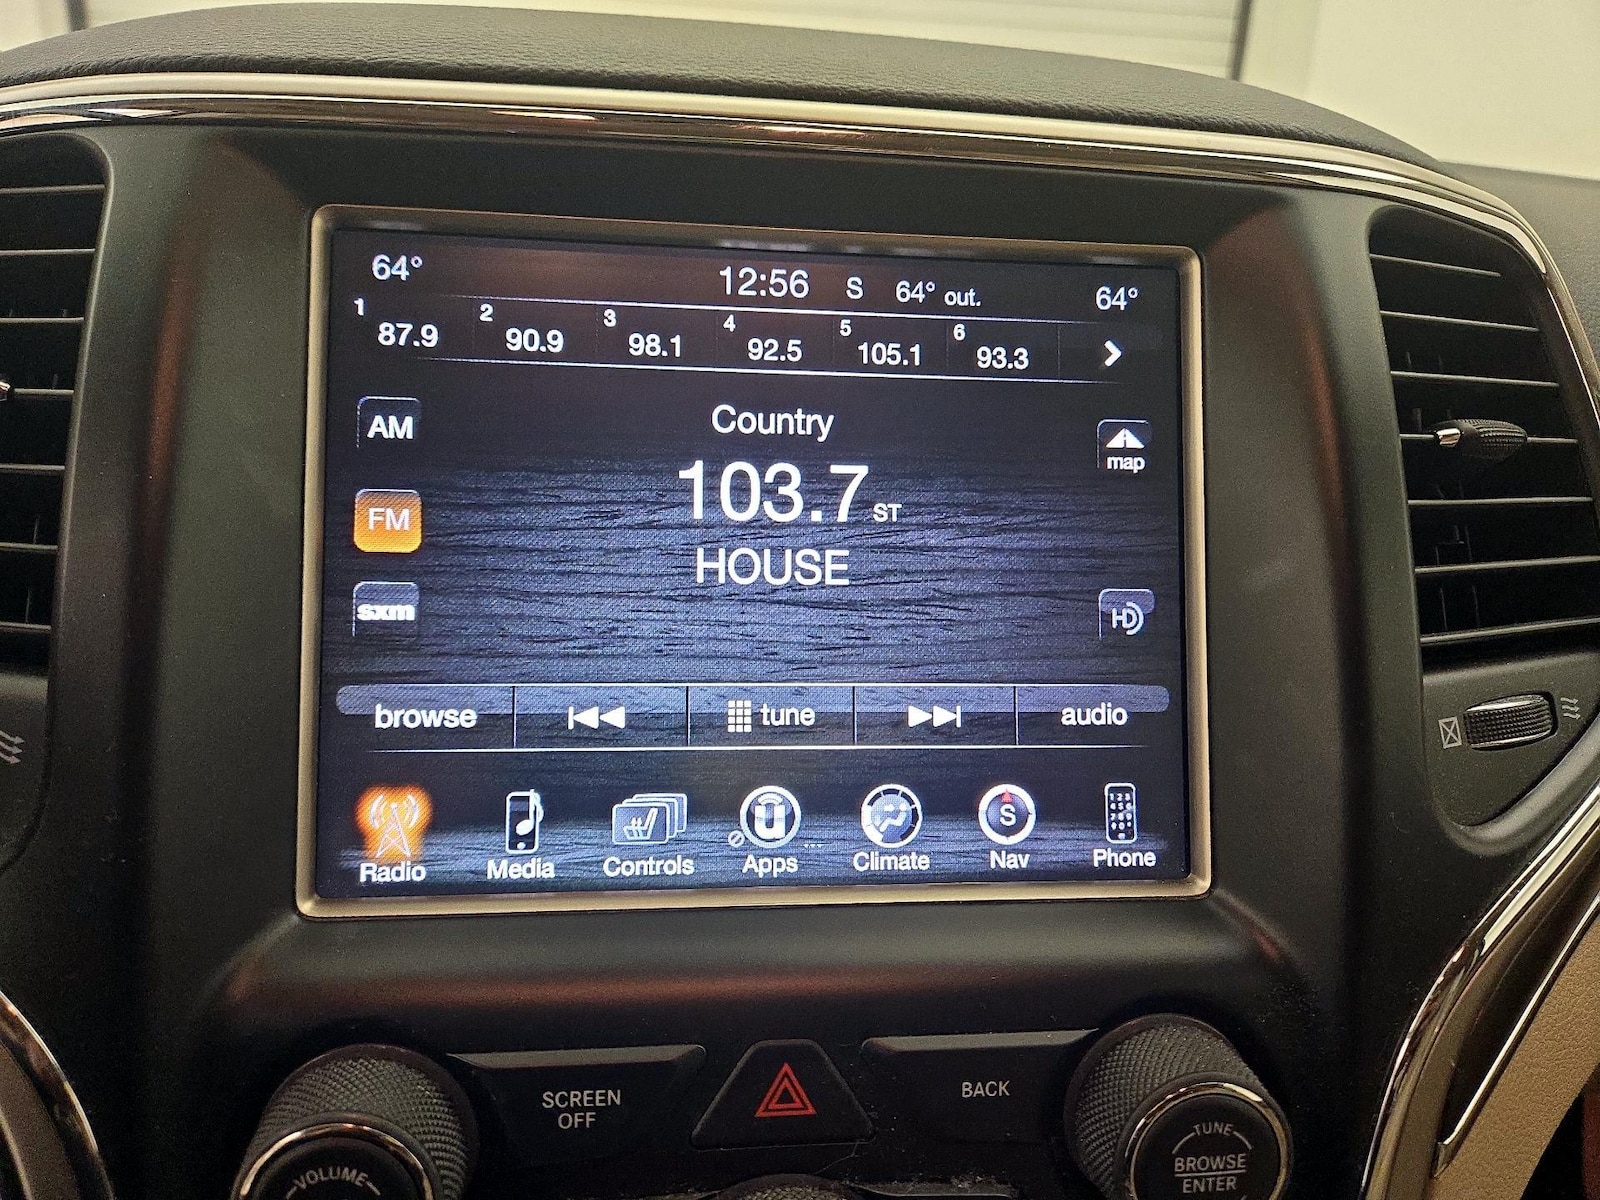 64° 12:56 S 64° out. 64°
1 87.9 2 90.9 3 98.1 4 92.5 5 105.1 6 93.3
AM
Country
map
FM
103.7 ST
HOUSE
sxm
HD
browse tune audio
S
Radio Media Controls Apps Climate Nav Phone
SCREEN
OFF
BACK
VOLUME
TUNE
BROWSE
ENTER